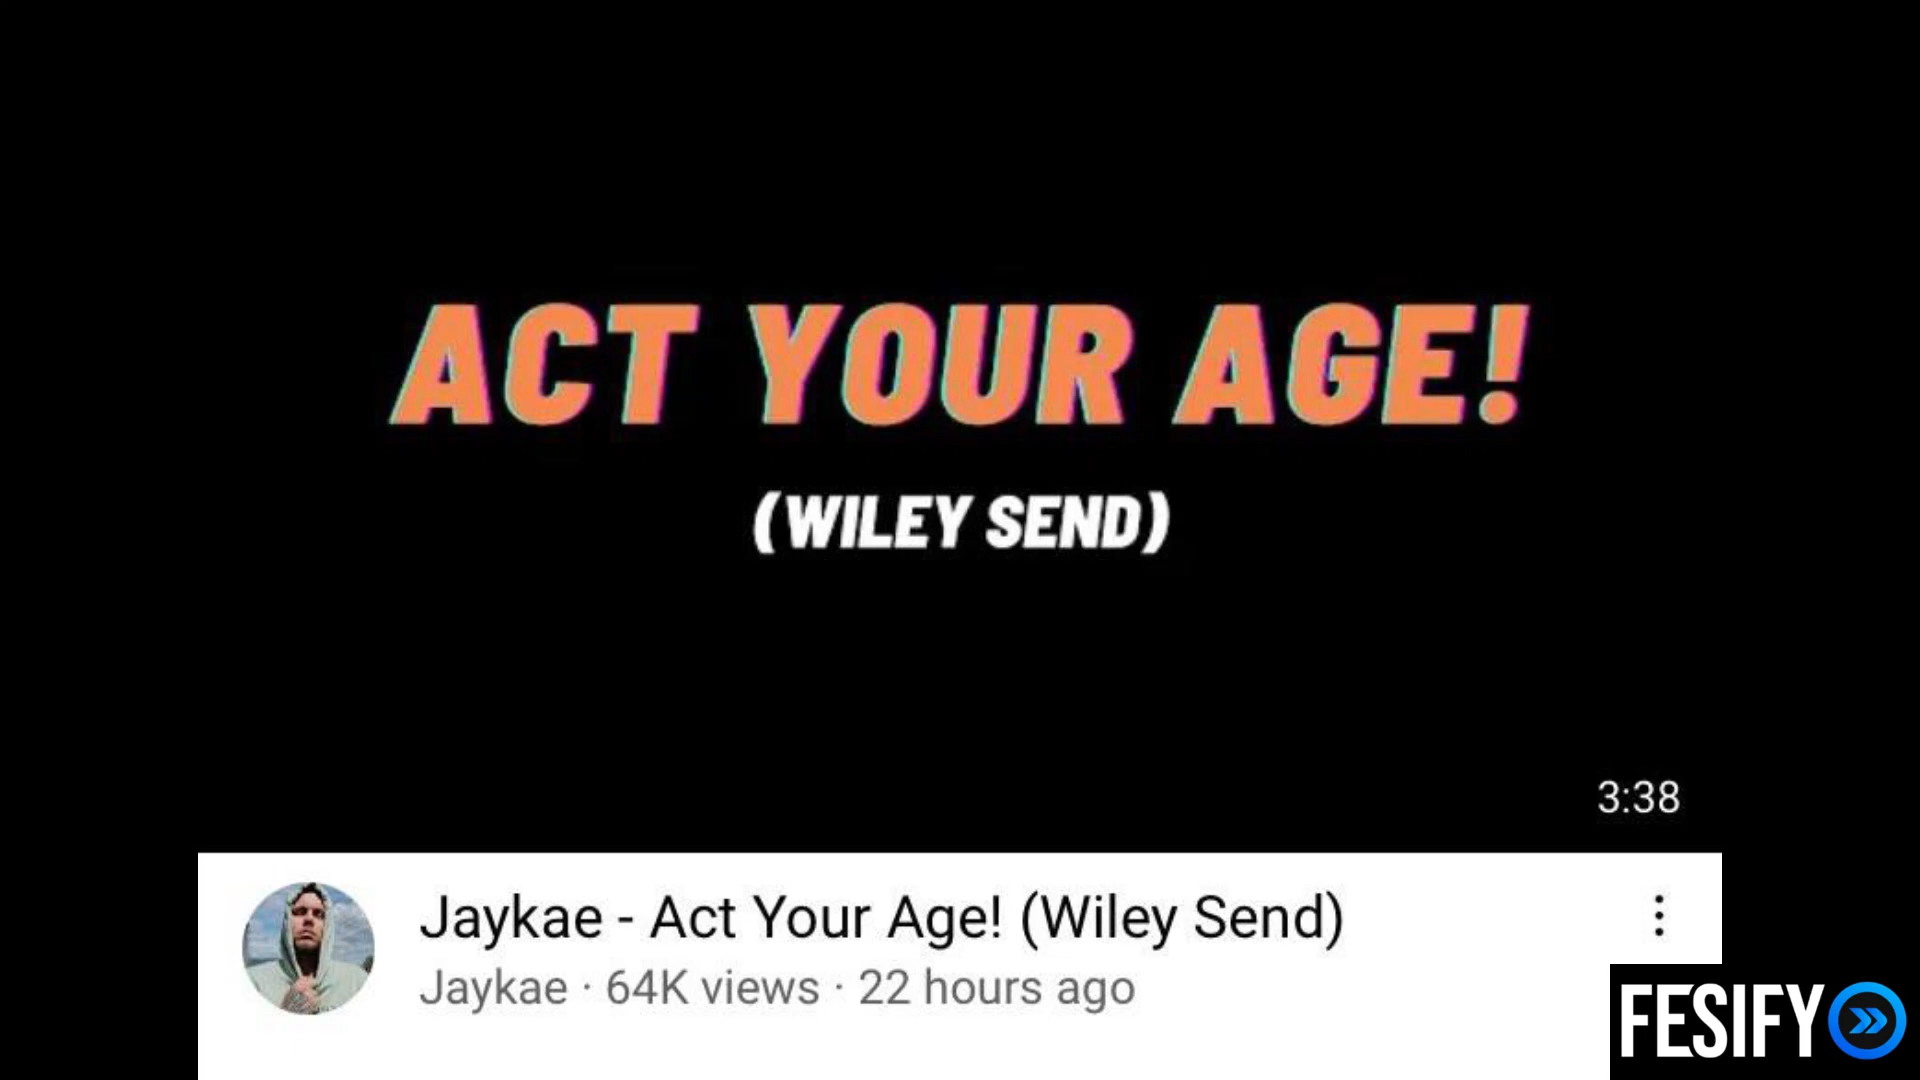 ACT YOUR AGE!
(WILEY SEND)
3:38
Jaykae - Act Your Age! (Wiley Send)
Jaykae · 64K views · 22 hours ago
FESIFY